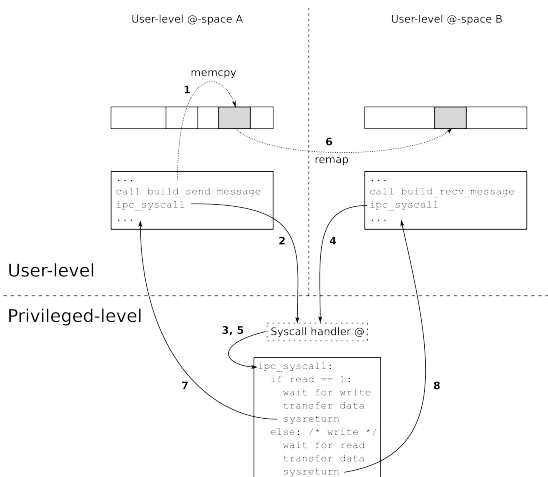 User-level @-space A
User-level @-space B
memcpy
1
6
remap
...
call build_send_message
ipc_syscall
...
...
call build_recv_message
ipc_syscall
...
2
4
User-level
Privileged-level
3, 5
Syscall handler @
ipc_syscall:
if read == 1:
wait for write
transfer data
sysreturn
else: /* write */
wait for read
transfer data
sysreturn
7
8